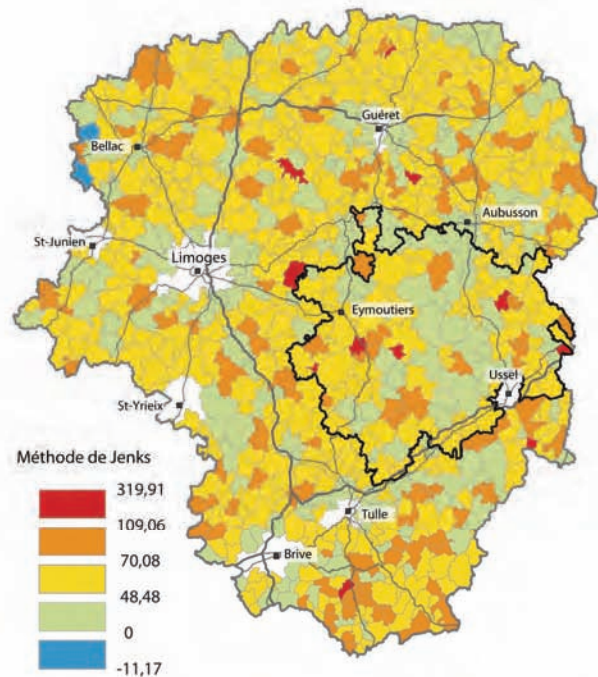 Guéret
Bellac
Aubusson
St-Junien
Limoges
Eymoutiers
Ussel
St-Yrieix
Méthode de Jenks
319,91
109,06
70,08
48,48
0
-11,17
Tulle
Brive